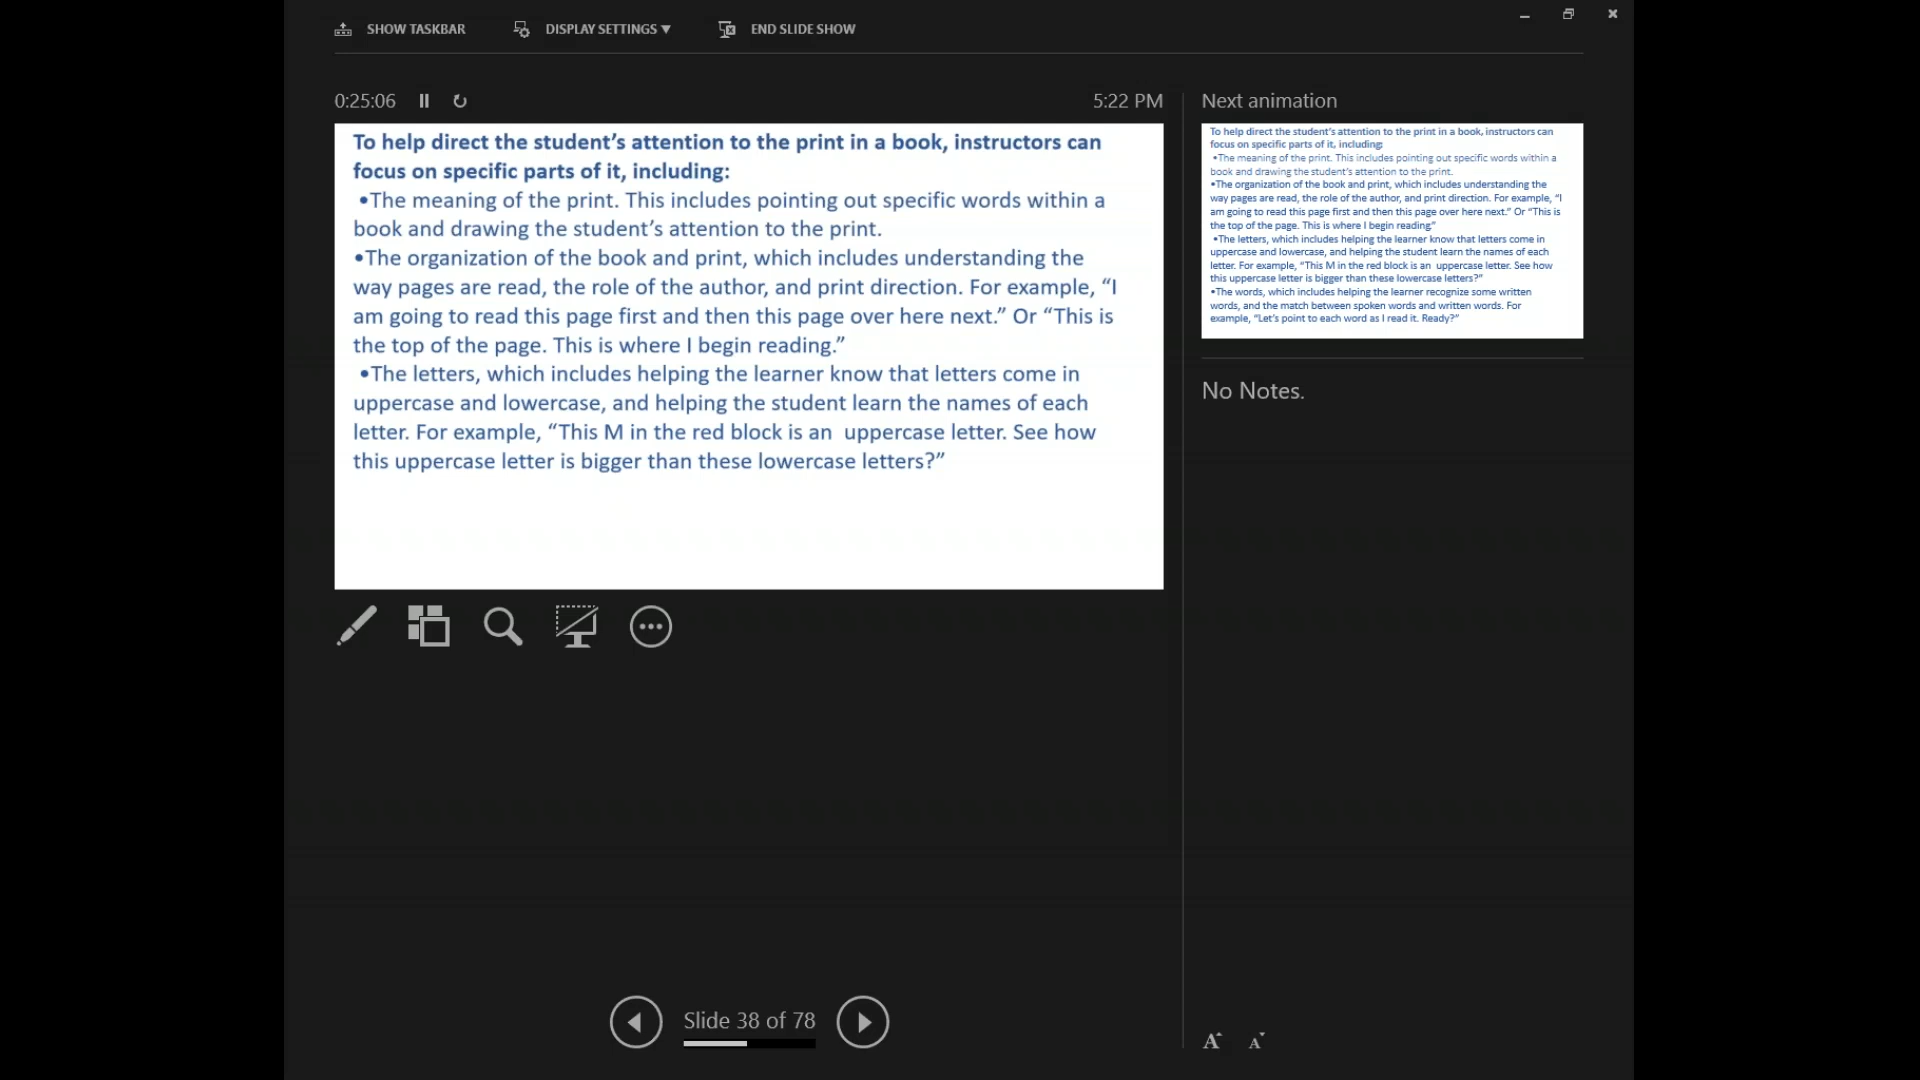 SHOW TASKBAR
DISPLAY SETTINGS ▼
END SLIDE SHOW
0:25:06
5:22 PM
To help direct the student’s attention to the print in a book, instructors can
focus on specific parts of it, including:
•The meaning of the print. This includes pointing out specific words within a
book and drawing the student’s attention to the print.
•The organization of the book and print, which includes understanding the
way pages are read, the role of the author, and print direction. For example, “I
am going to read this page first and then this page over here next.” Or “This is
the top of the page. This is where I begin reading.”
•The letters, which includes helping the learner know that letters come in
uppercase and lowercase, and helping the student learn the names of each
letter. For example, “This M in the red block is an  uppercase letter. See how
this uppercase letter is bigger than these lowercase letters?”
Slide 38 of 78
Next animation
To help direct the student’s attention to the print in a book, instructors can
focus on specific parts of it, including:
•The meaning of the print. This includes pointing out specific words within a
book and drawing the student’s attention to the print.
•The organization of the book and print, which includes understanding the
way pages are read, the role of the author, and print direction. For example, “I
am going to read this page first and then this page over here next.” Or “This is
the top of the page. This is where I begin reading.”
•The letters, which includes helping the learner know that letters come in
uppercase and lowercase, and helping the student learn the names of each
letter. For example, “This M in the red block is an  uppercase letter. See how
this uppercase letter is bigger than these lowercase letters?”
•The words, which includes helping the learner recognize some written
words, and the match between spoken words and written words. For
example, “Let’s point to each word as I read it. Ready?”
No Notes.
A A